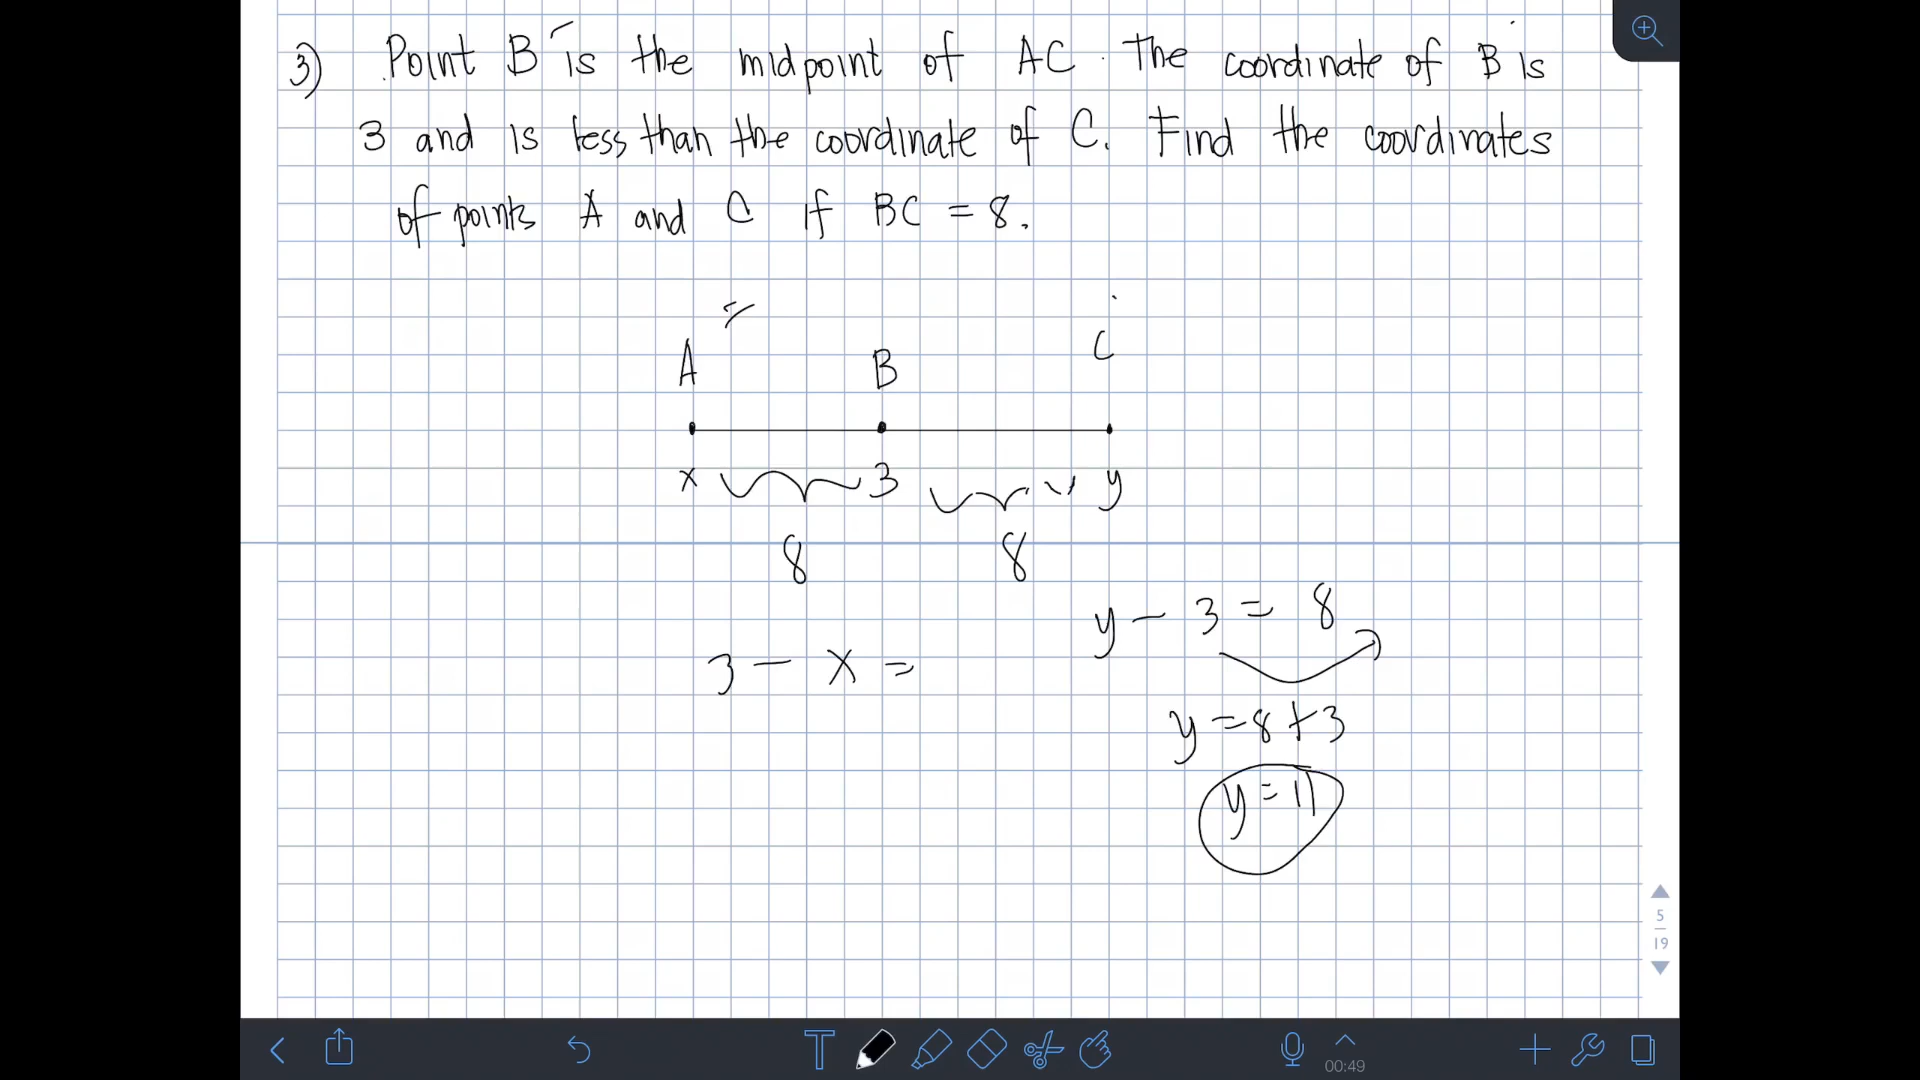 3) Point B is the midpoint of AC. The coordinate of B is
3 and is less than the coordinate of C. Find the coordinates
of points A and C if BC = 8.
A B C
x 3 y
8 8
y - 3 = 8
3 - x =
y = 8 + 3
y = 11
5
19
T
00:49